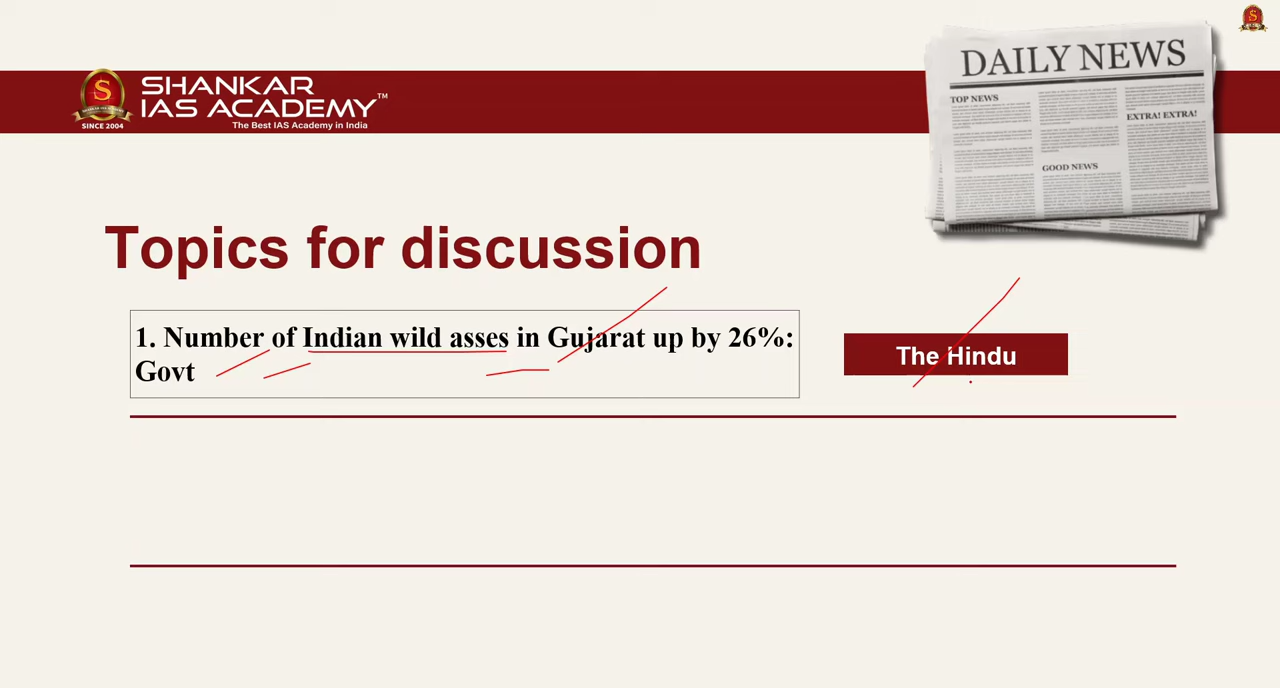 SHANKAR
IAS ACADEMY™
The Best IAS Academy in India
SINCE 2004
DAILY NEWS
TOP NEWS
EXTRA! EXTRA!
GOOD NEWS
Topics for discussion
1. Number of Indian wild asses in Gujarat up by 26%:
Govt
The Hindu